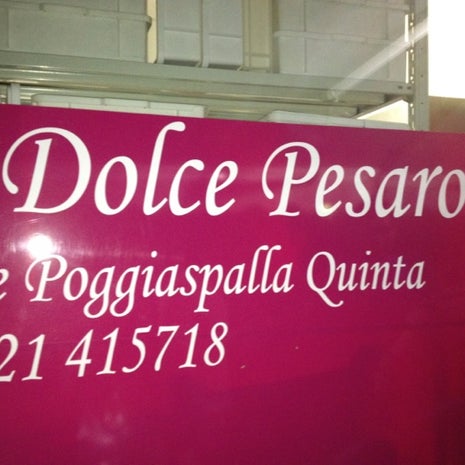 Dolce Pesaro
e Poggiaspalla Quinta
21 415718